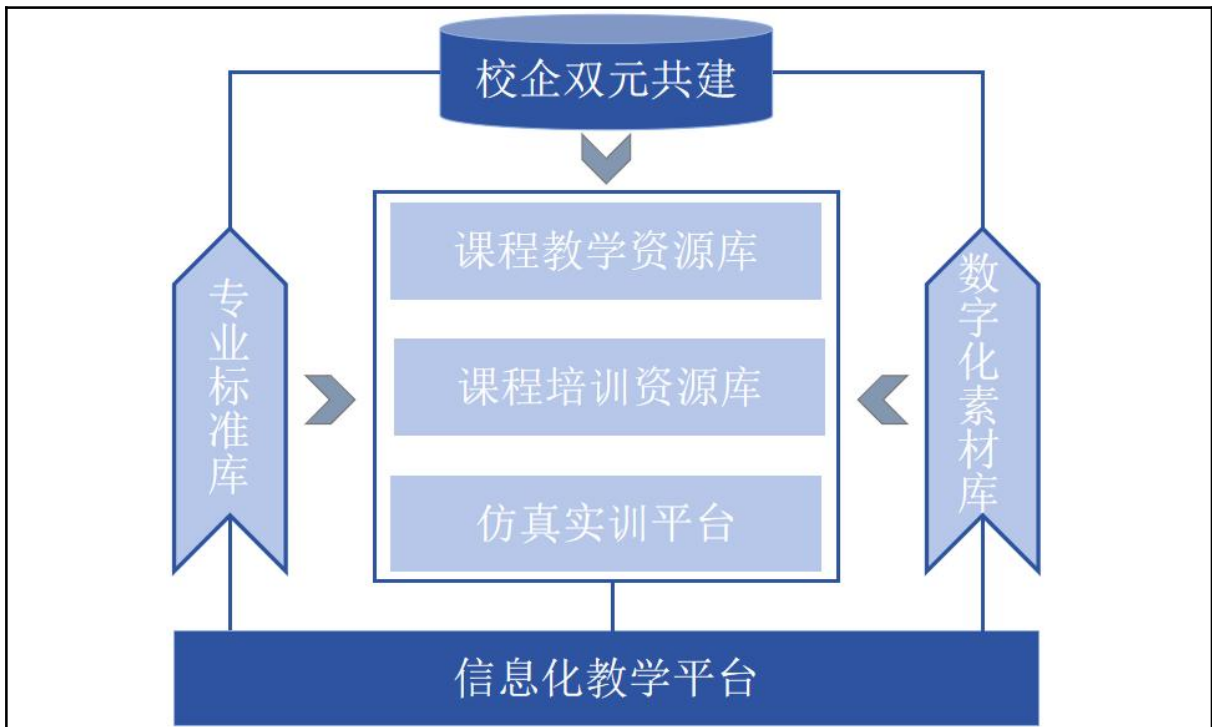 校企双元共建
专业标准库
课程教学资源库
课程培训资源库
仿真实训平台
数字化素材库
信息化教学平台